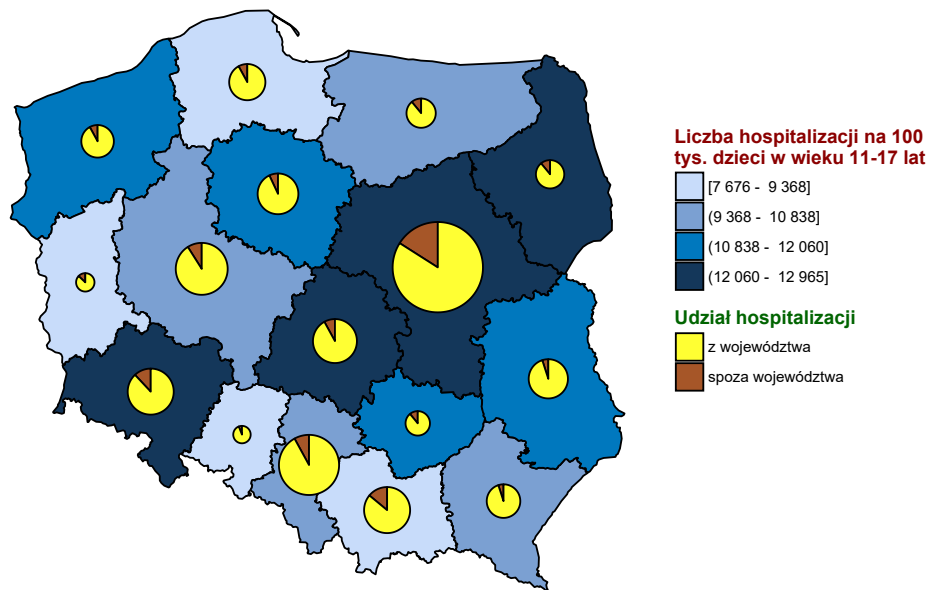 Liczba hospitalizacji na 100
tys. dzieci w wieku 11-17 lat
[7 676 - 9 368]
(9 368 - 10 838]
(10 838 - 12 060]
(12 060 - 12 965]
Udział hospitalizacji
z województwa
spoza województwa